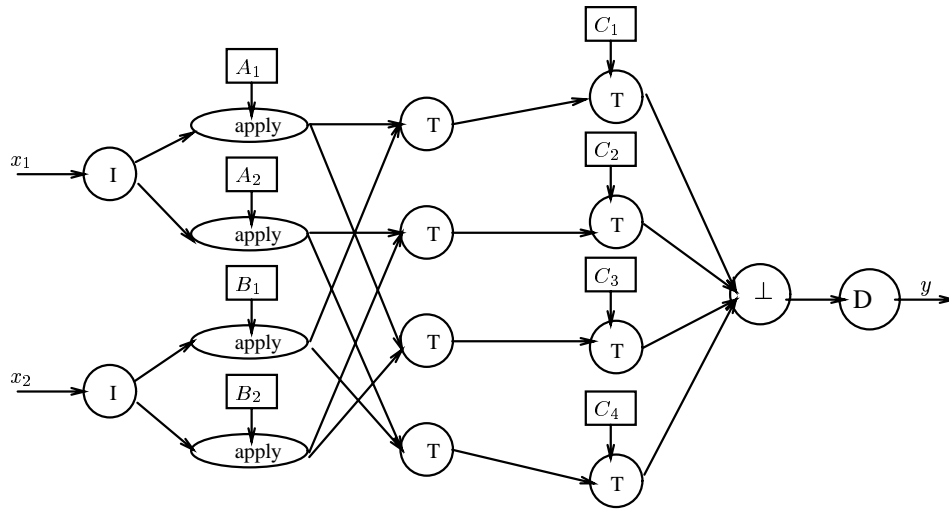 C₁
A₁
T
apply
T
x₁
I
A₂
C₂
apply
T
T
B₁
C₃
⊥
D
y
apply
T
T
x₂
I
B₂
C₄
apply
T
T